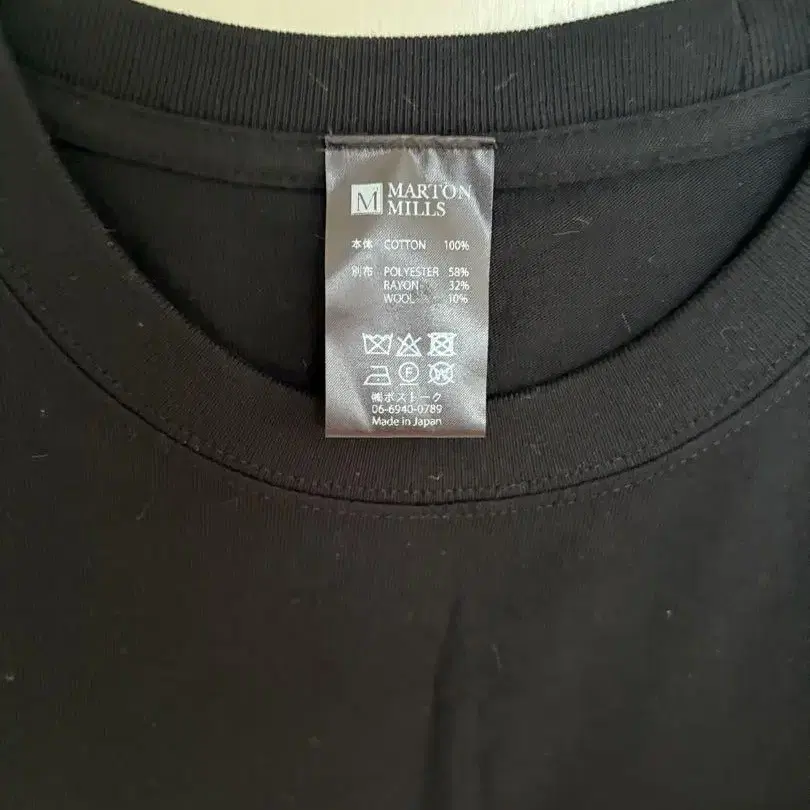 M MARTON
MILLS
本体 COTTON 100%
別布 POLYESTER 58%
RAYON 32%
WOOL 10%
F W
㈱ボストーク
06-6940-0789
Made in Japan